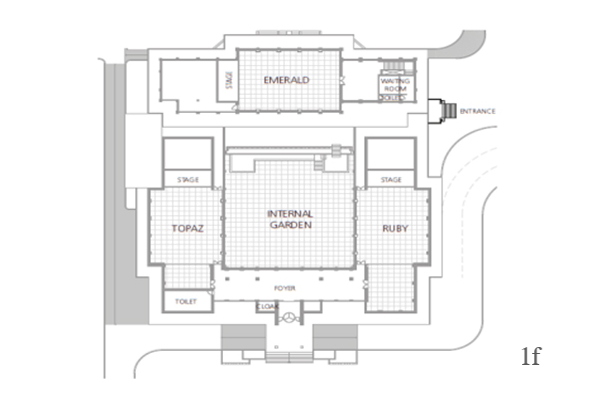 STAGE
EMERALD
WAITING
ROOM
TOILET
ENTRANCE
STAGE
STAGE
TOPAZ
INTERNAL
GARDEN
RUBY
FOYER
TOILET
CLOAK
1f